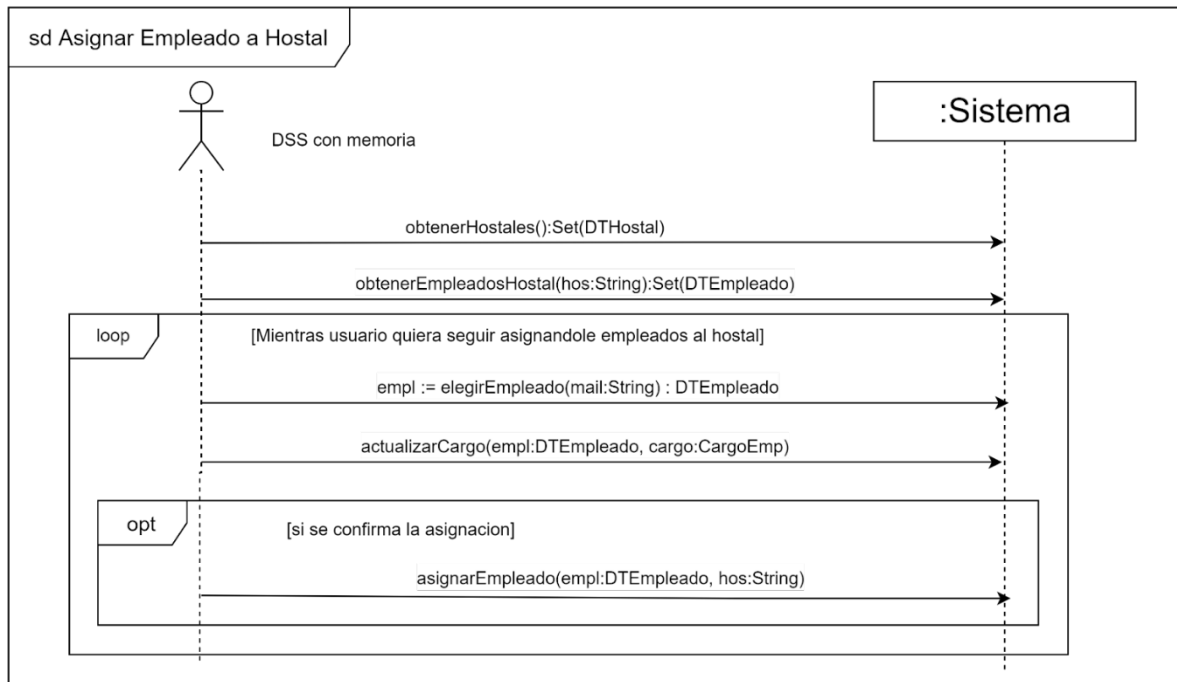 sd Asignar Empleado a Hostal
:Sistema
DSS con memoria
obtenerHostales():Set(DTHostal)
obtenerEmpleadosHostal(hos:String):Set(DTEmpleado)
loop
[Mientras usuario quiera seguir asignandole empleados al hostal]
empl := elegirEmpleado(mail:String) : DTEmpleado
actualizarCargo(empl:DTEmpleado, cargo:CargoEmp)
opt
[si se confirma la asignacion]
asignarEmpleado(empl:DTEmpleado, hos:String)